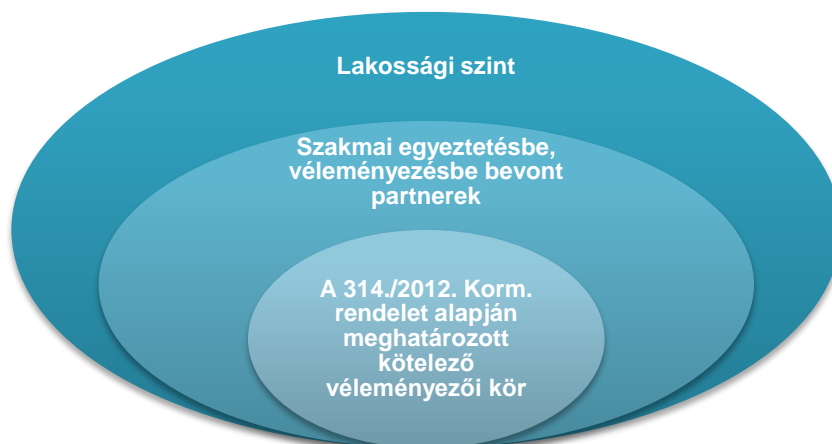 Lakossági szint
Szakmai egyeztetésbe,
véleményezésbe bevont
partnerek
A 314./2012. Korm.
rendelet alapján
meghatározott
kötelező
véleményezői kör